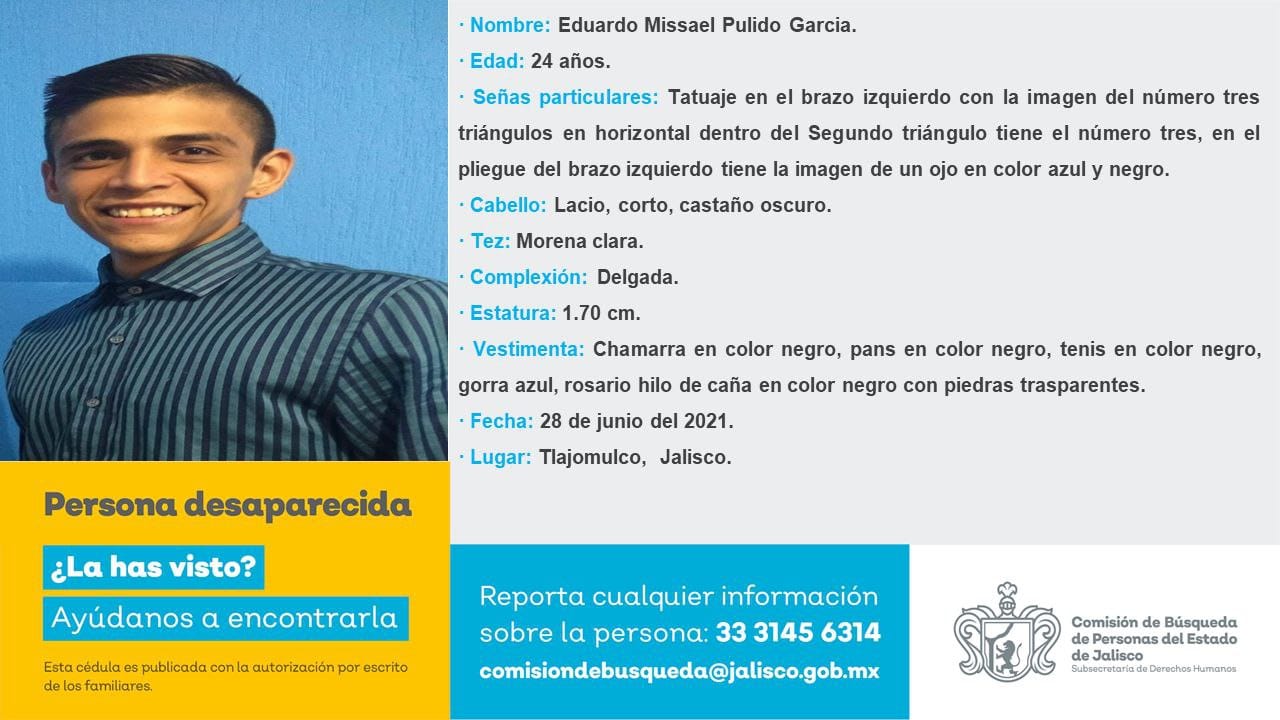 · Nombre: Eduardo Missael Pulido Garcia.
· Edad: 24 años.
· Señas particulares: Tatuaje en el brazo izquierdo con la imagen del número tres
triángulos en horizontal dentro del Segundo triángulo tiene el número tres, en el
pliegue del brazo izquierdo tiene la imagen de un ojo en color azul y negro.
· Cabello: Lacio, corto, castaño oscuro.
· Tez: Morena clara.
· Complexión: Delgada.
· Estatura: 1.70 cm.
· Vestimenta: Chamarra en color negro, pans en color negro, tenis en color negro,
gorra azul, rosario hilo de caña en color negro con piedras trasparentes.
· Fecha: 28 de junio del 2021.
· Lugar: Tlajomulco, Jalisco.
Persona desaparecida
¿La has visto?
Ayúdanos a encontrarla
Esta cédula es publicada con la autorización por escrito
de los familiares.
Reporta cualquier información
sobre la persona: 33 3145 6314
comisiondebusqueda@jalisco.gob.mx
Comisión de Búsqueda
de Personas del Estado
de Jalisco
Subsecretaría de Derechos Humanos